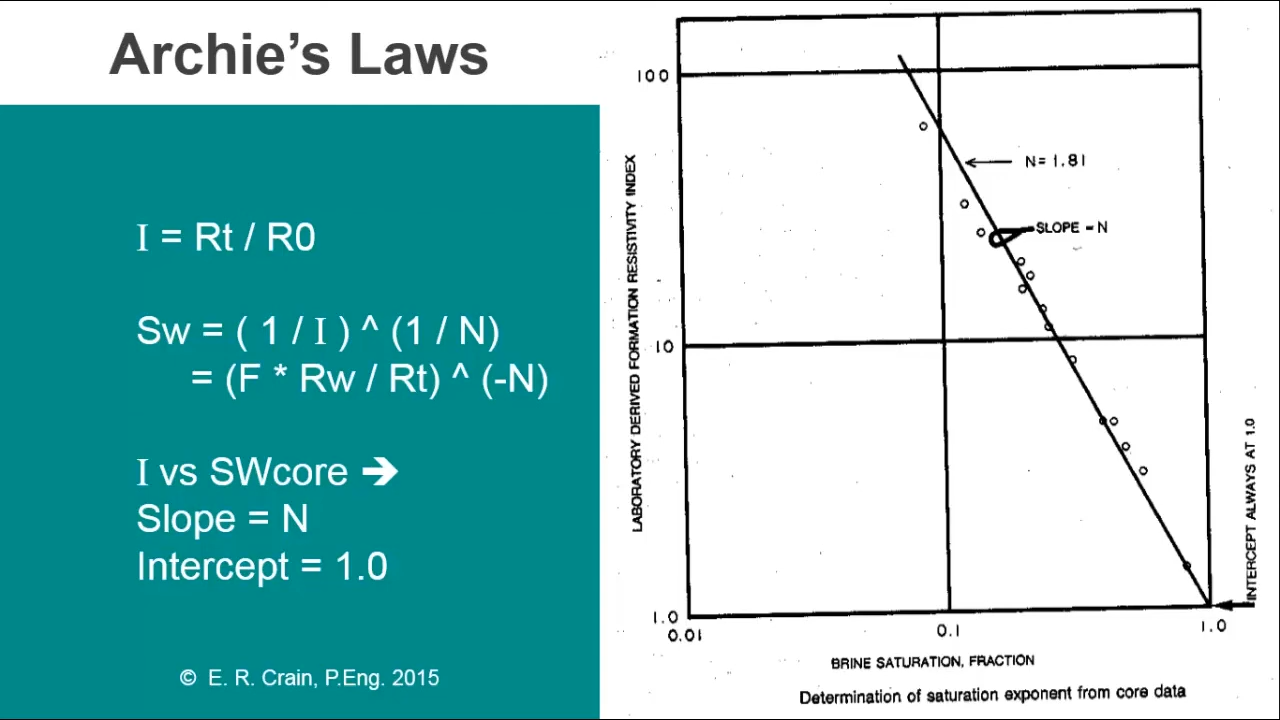 Archie's Laws
I = Rt / R0
Sw = ( 1 / I ) ^ (1 / N)
= (F * Rw / Rt) ^ (-N)
I vs SWcore ➔
Slope = N
Intercept = 1.0
© E. R. Crain, P.Eng. 2015
LABORATORY DERIVED FORMATION RESISTIVITY INDEX
100
10
1.0
0.01
0.1
1.0
N = 1.81
SLOPE = N
INTERCEPT ALWAYS AT 1.0
BRINE SATURATION, FRACTION
Determination of saturation exponent from core data